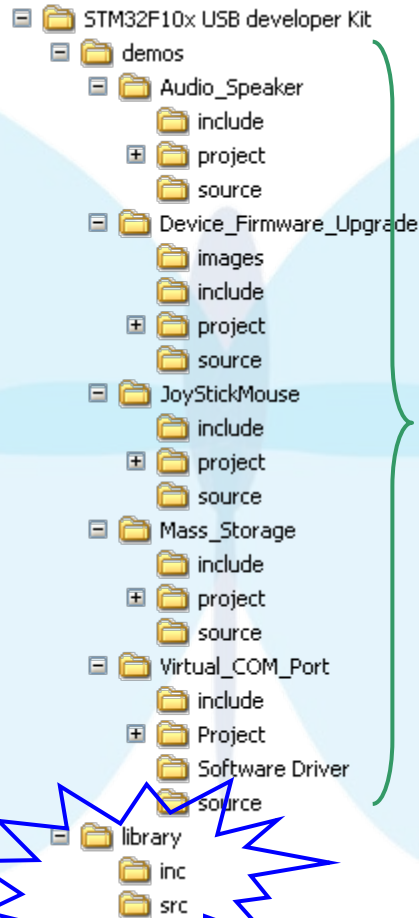 STM32F10x USB developer Kit
demos
Audio_Speaker
include
project
source
Device_Firmware_Upgrade
images
include
project
source
JoyStickMouse
include
project
source
Mass_Storage
include
project
source
Virtual_COM_Port
include
Project
Software Driver
source
library
inc
src